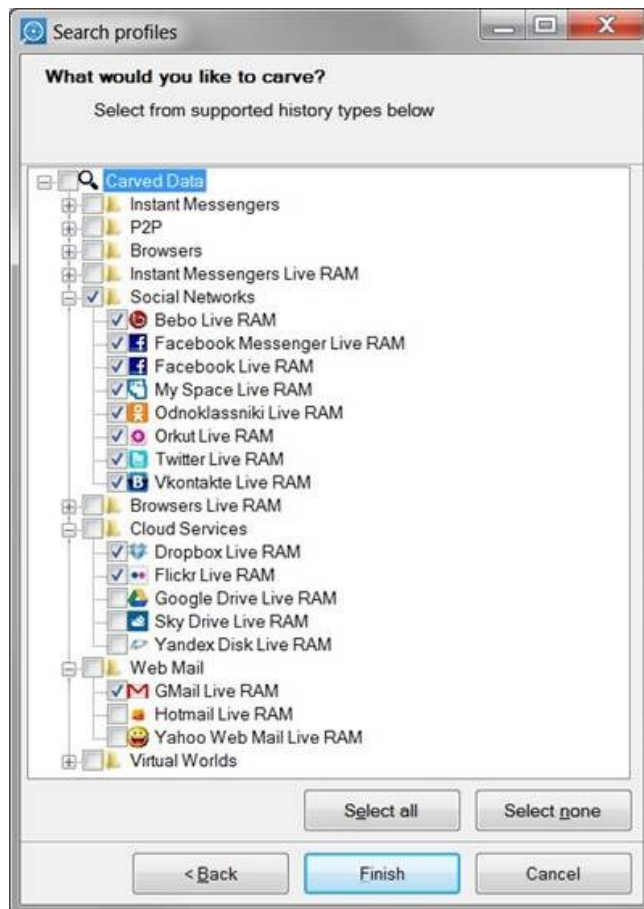 Search profiles
What would you like to carve?
Select from supported history types below
Carved Data
Instant Messengers
P2P
Browsers
Instant Messengers Live RAM
Social Networks
Bebo Live RAM
Facebook Messenger Live RAM
Facebook Live RAM
My Space Live RAM
Odnoklassniki Live RAM
Orkut Live RAM
Twitter Live RAM
Vkontakte Live RAM
Browsers Live RAM
Cloud Services
Dropbox Live RAM
Flickr Live RAM
Google Drive Live RAM
Sky Drive Live RAM
Yandex Disk Live RAM
Web Mail
GMail Live RAM
Hotmail Live RAM
Yahoo Web Mail Live RAM
Virtual Worlds
Select all Select none
< Back Finish Cancel